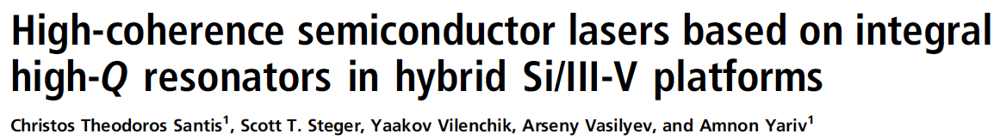 High-coherence semiconductor lasers based on integral
high-Q resonators in hybrid Si/III-V platforms
Christos Theodoros Santis¹, Scott T. Steger, Yaakov Vilenchik, Arseny Vasilyev, and Amnon Yariv¹